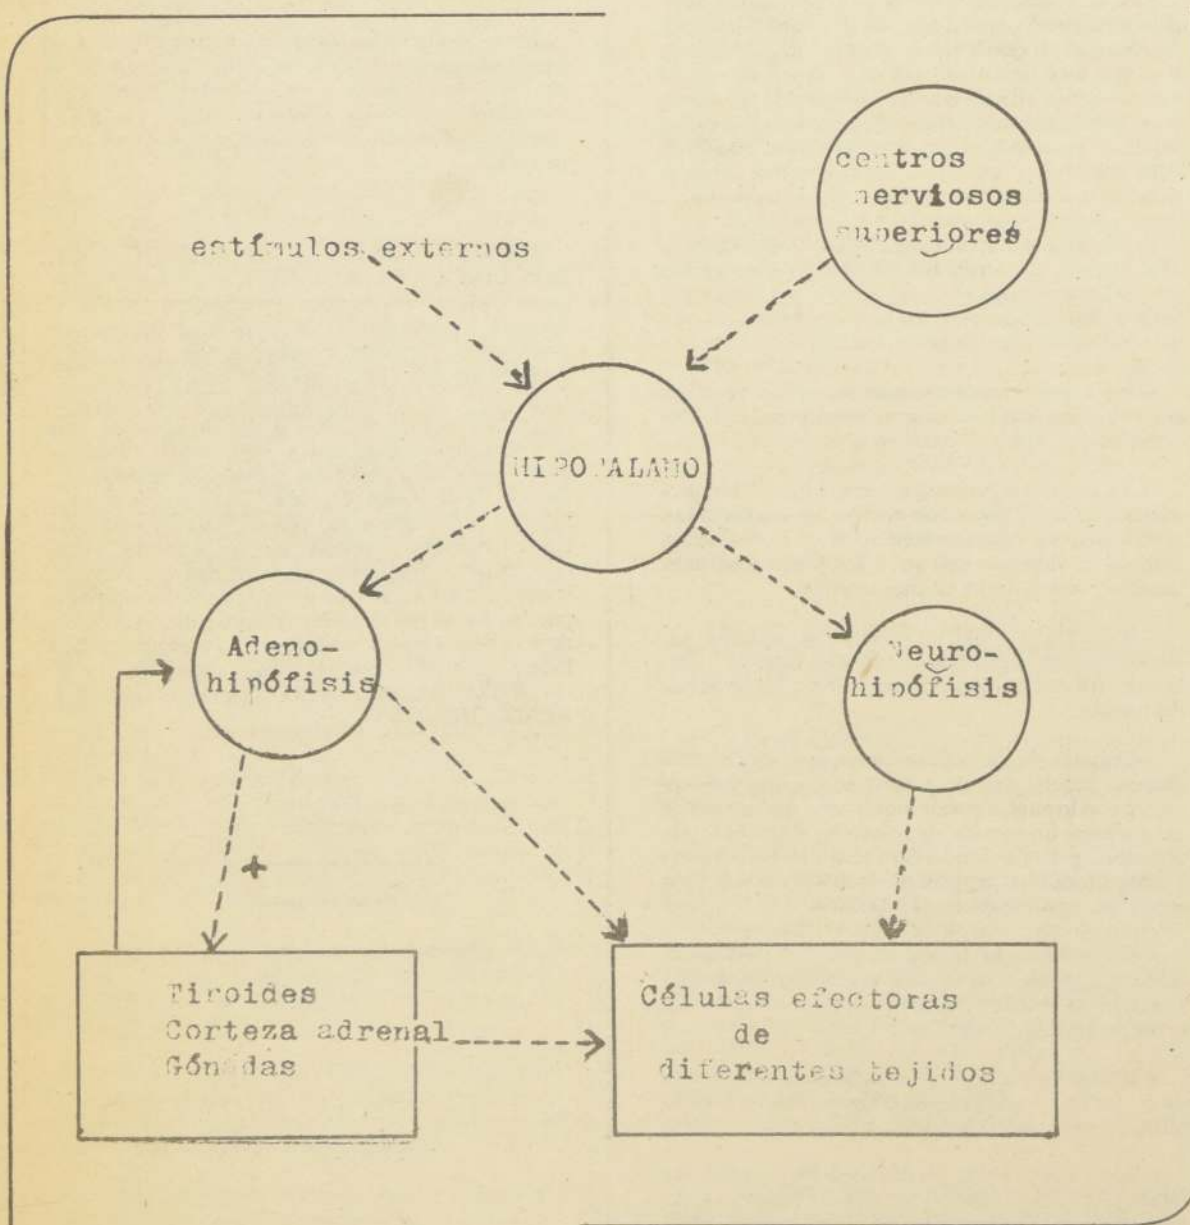 centros
nerviosos
superiores
estímulos externos
HIPOTALAMO
Adeno-
hipófisis
Neuro-
hipófisis
+
Tiroides
Corteza adrenal
Gónadas
Células efectoras
de
diferentes tejidos